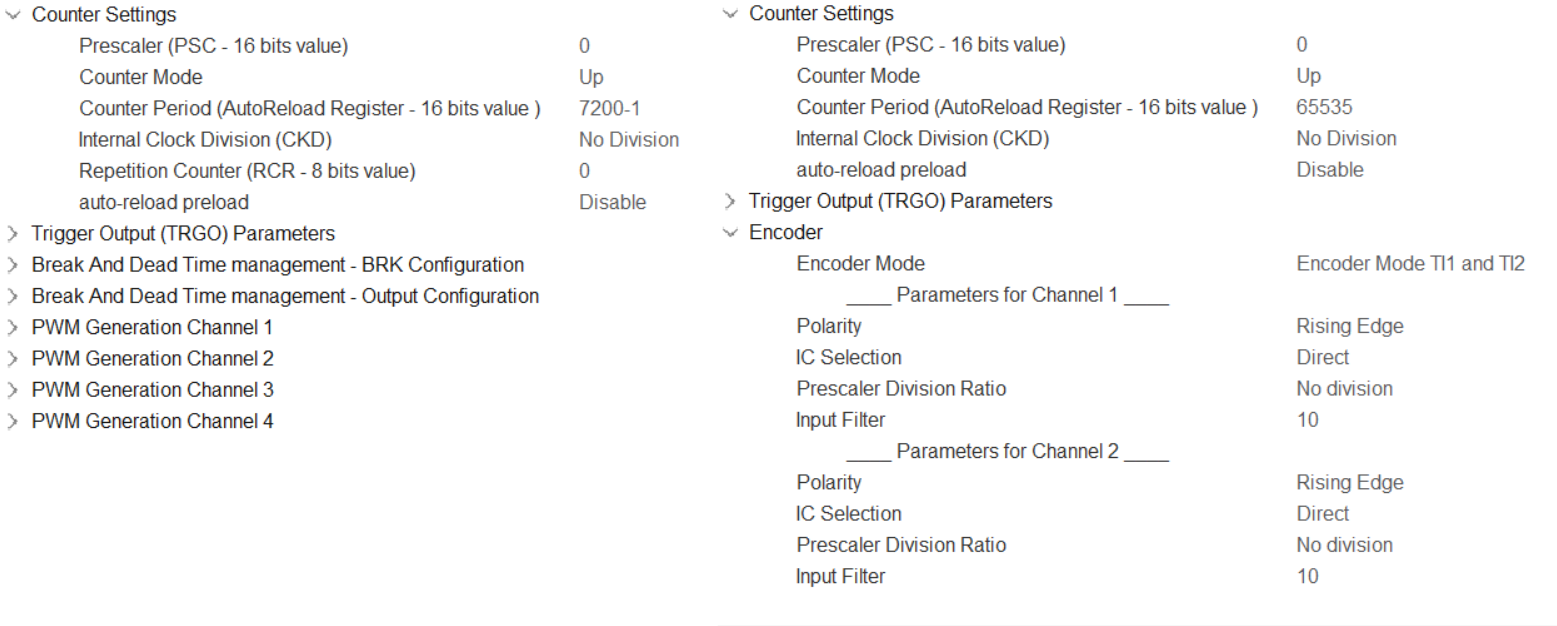 Counter Settings
Prescaler (PSC - 16 bits value) 0
Counter Mode Up
Counter Period (AutoReload Register - 16 bits value ) 7200-1
Internal Clock Division (CKD) No Division
Repetition Counter (RCR - 8 bits value) 0
auto-reload preload Disable
Trigger Output (TRGO) Parameters
Break And Dead Time management - BRK Configuration
Break And Dead Time management - Output Configuration
PWM Generation Channel 1
PWM Generation Channel 2
PWM Generation Channel 3
PWM Generation Channel 4
Counter Settings
Prescaler (PSC - 16 bits value) 0
Counter Mode Up
Counter Period (AutoReload Register - 16 bits value ) 65535
Internal Clock Division (CKD) No Division
auto-reload preload Disable
Trigger Output (TRGO) Parameters
Encoder
Encoder Mode Encoder Mode TI1 and TI2
____ Parameters for Channel 1 ____
Polarity Rising Edge
IC Selection Direct
Prescaler Division Ratio No division
Input Filter 10
____ Parameters for Channel 2 ____
Polarity Rising Edge
IC Selection Direct
Prescaler Division Ratio No division
Input Filter 10